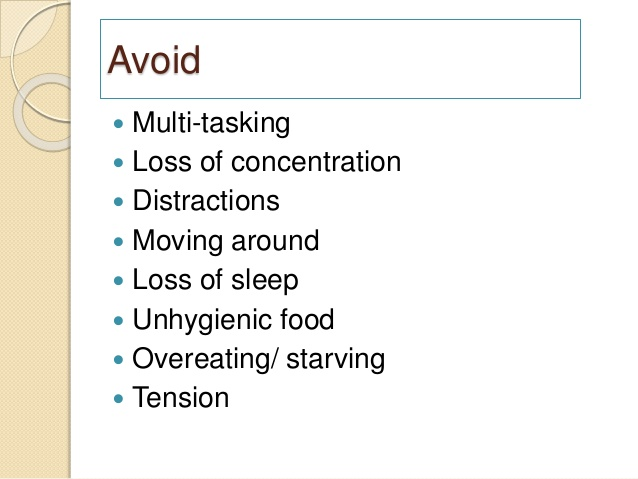 Avoid
• Multi-tasking
• Loss of concentration
• Distractions
• Moving around
• Loss of sleep
• Unhygienic food
• Overeating/ starving
• Tension